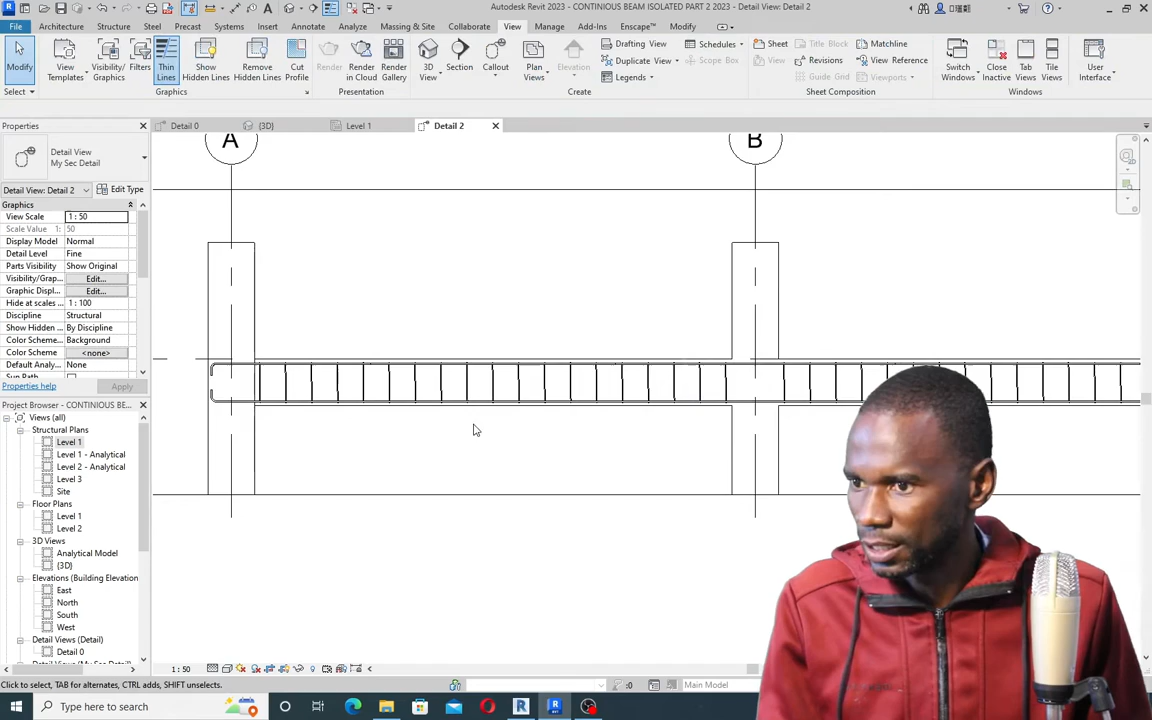 Autodesk Revit 2023 - CONTINIOUS BEAM ISOLATED PART 2 2023 - Detail View: Detail 2
File Architecture Structure Steel Precast Systems Insert Annotate Analyze Massing & Site Collaborate View Manage Add-Ins Enscape™ Modify
Modify
View Templates
Visibility/ Graphics
Filters
Thin Lines
Show Hidden Lines
Remove Hidden Lines
Cut Profile
Render
Render in Cloud
Render Gallery
3D View
Section
Callout
Plan Views
Elevation
Drafting View
Duplicate View
Legends
Schedules
Scope Box
Sheet
View
Title Block
Revisions
Guide Grid
Matchline
View Reference
Viewports
Switch Windows
Close Inactive
Tab Views
Tile Views
User Interface
Select Graphics Presentation Create Sheet Composition Windows
Properties
Detail 0 {3D} Level 1 Detail 2
Detail View
My Sec Detail
Detail View: Detail 2 Edit Type
Graphics
View Scale 1 : 50
Scale Value 1: 50
Display Model Normal
Detail Level Fine
Parts Visibility Show Original
Visibility/Grap... Edit...
Graphic Displ... Edit...
Hide at scales ... 1 : 100
Discipline Structural
Show Hidden ... By Discipline
Color Scheme ... Background
Color Scheme <none>
Default Analy... None
Properties help Apply
Project Browser - CONTINIOUS BE...
Views (all)
Structural Plans
Level 1
Level 1 - Analytical
Level 2 - Analytical
Level 3
Site
Floor Plans
Level 1
Level 2
3D Views
Analytical Model
{3D}
Elevations (Building Elevation
East
North
South
West
Detail Views (Detail)
Detail 0
Detail Views (My Sec Detail)
A B
1 : 50
Click to select, TAB for alternates, CTRL adds, SHIFT unselects.
:0 Main Model
Type here to search